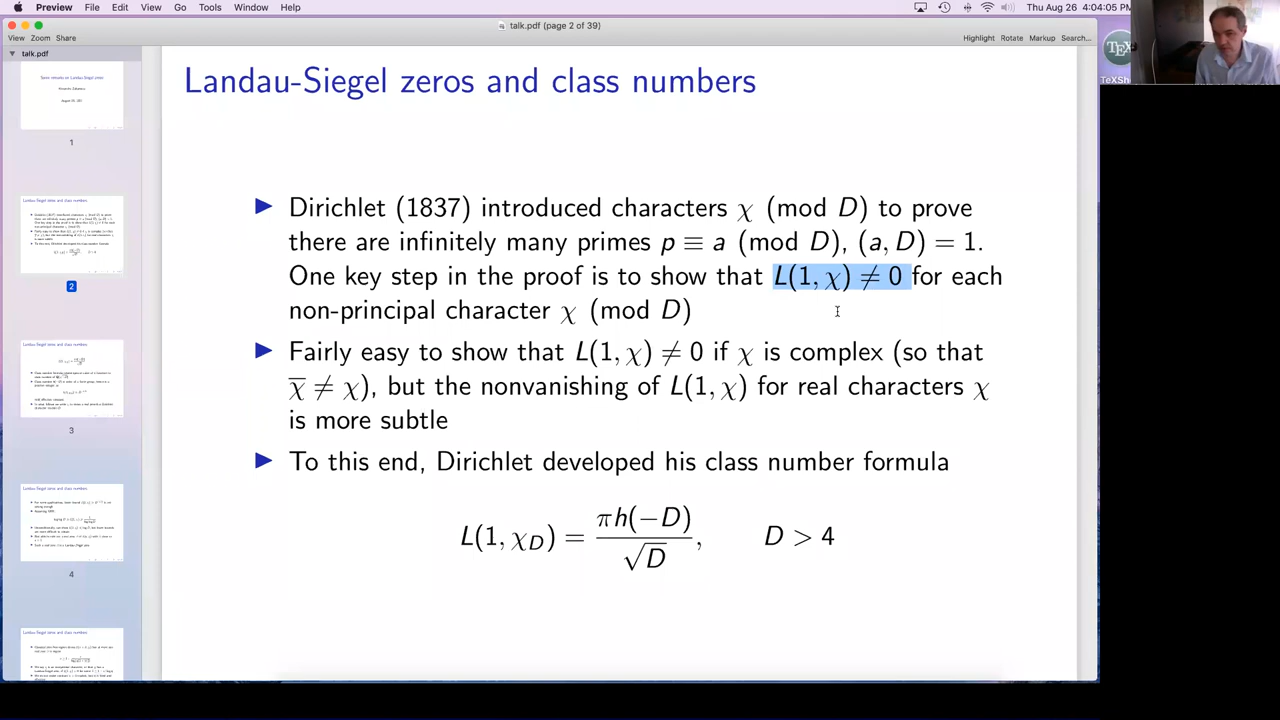 Preview File Edit View Go Tools Window Help
Thu Aug 26 4:04:05 PM
talk.pdf (page 2 of 39)
View Zoom Share
Highlight Rotate Markup Search...
talk.pdf
1
2
3
4
Landau-Siegel zeros and class numbers
Dirichlet (1837) introduced characters χ (mod D) to prove
there are infinitely many primes p ≡ a (mod D), (a, D) = 1.
One key step in the proof is to show that L(1, χ) ≠ 0 for each
non-principal character χ (mod D)
Fairly easy to show that L(1, χ) ≠ 0 if χ is complex (so that
χ̅ ≠ χ), but the nonvanishing of L(1, χ) for real characters χ
is more subtle
To this end, Dirichlet developed his class number formula
L(1, χ_D) = πh(−D)/√D, D > 4
TEX
TeXSh